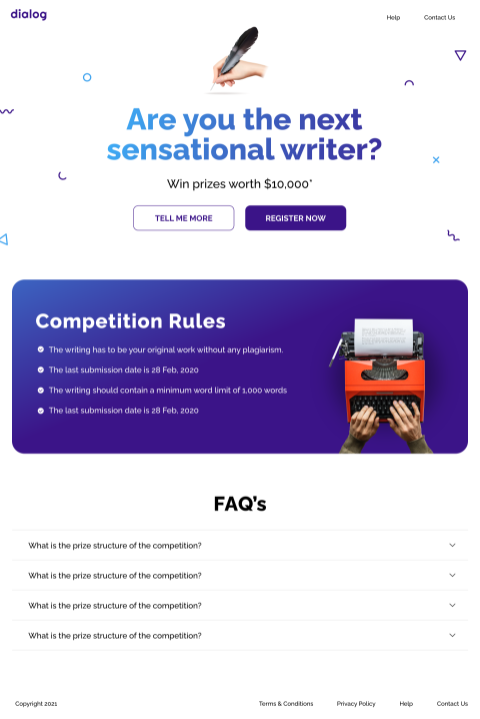 dialog
Help
Contact Us
Are you the next
sensational writer?
Win prizes worth $10,000*
TELL ME MORE
REGISTER NOW
Competition Rules
The writing has to be your original work without any plagiarism.
The last submission date is 28 Feb, 2020
The writing should contain a minimum word limit of 1,000 words
The last submission date is 28 Feb, 2020
FAQ’s
What is the prize structure of the competition?
What is the prize structure of the competition?
What is the prize structure of the competition?
What is the prize structure of the competition?
Copyright 2021
Terms & Conditions
Privacy Policy
Help
Contact Us